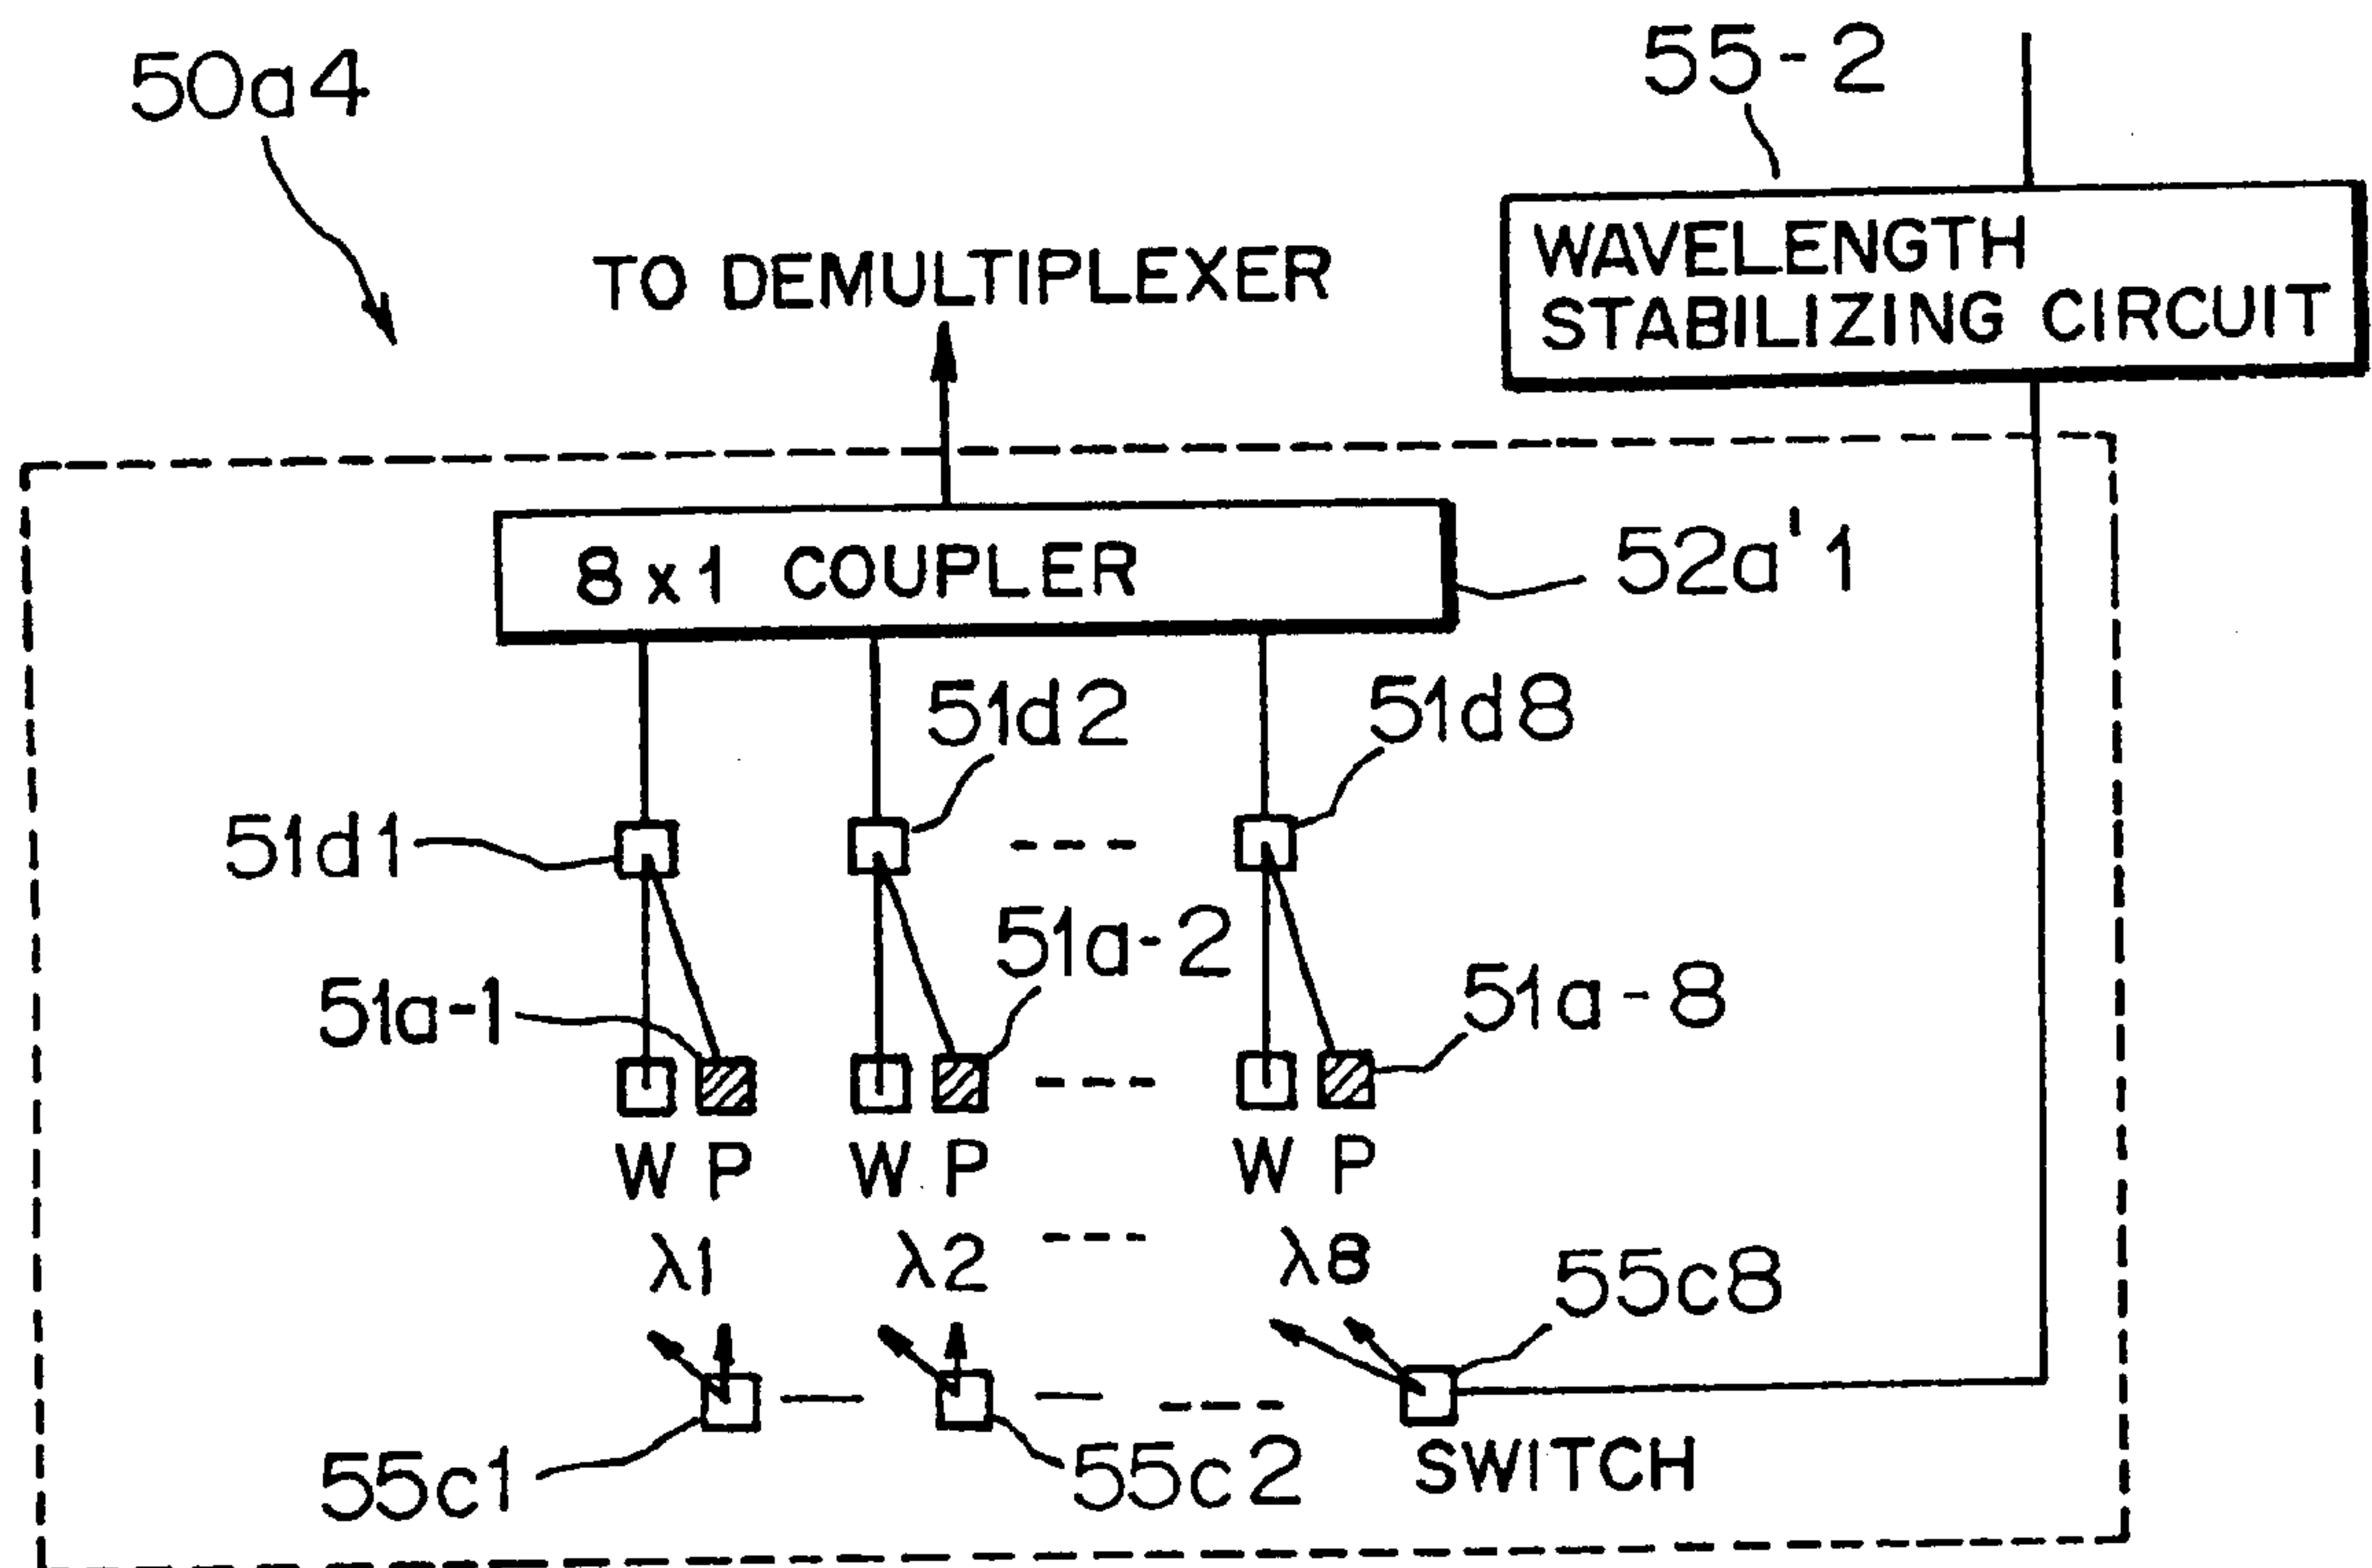 50a4
55-2
WAVELENGTH
STABILIZING CIRCUIT
TO DEMULTIPLEXER
8x1 COUPLER
52a'1
51d2
51d8
51d1
51a-2
51a-1
51a-8
W P W P W P
λ1 λ2 --- λ8
55c8
55c1
55c2
SWITCH